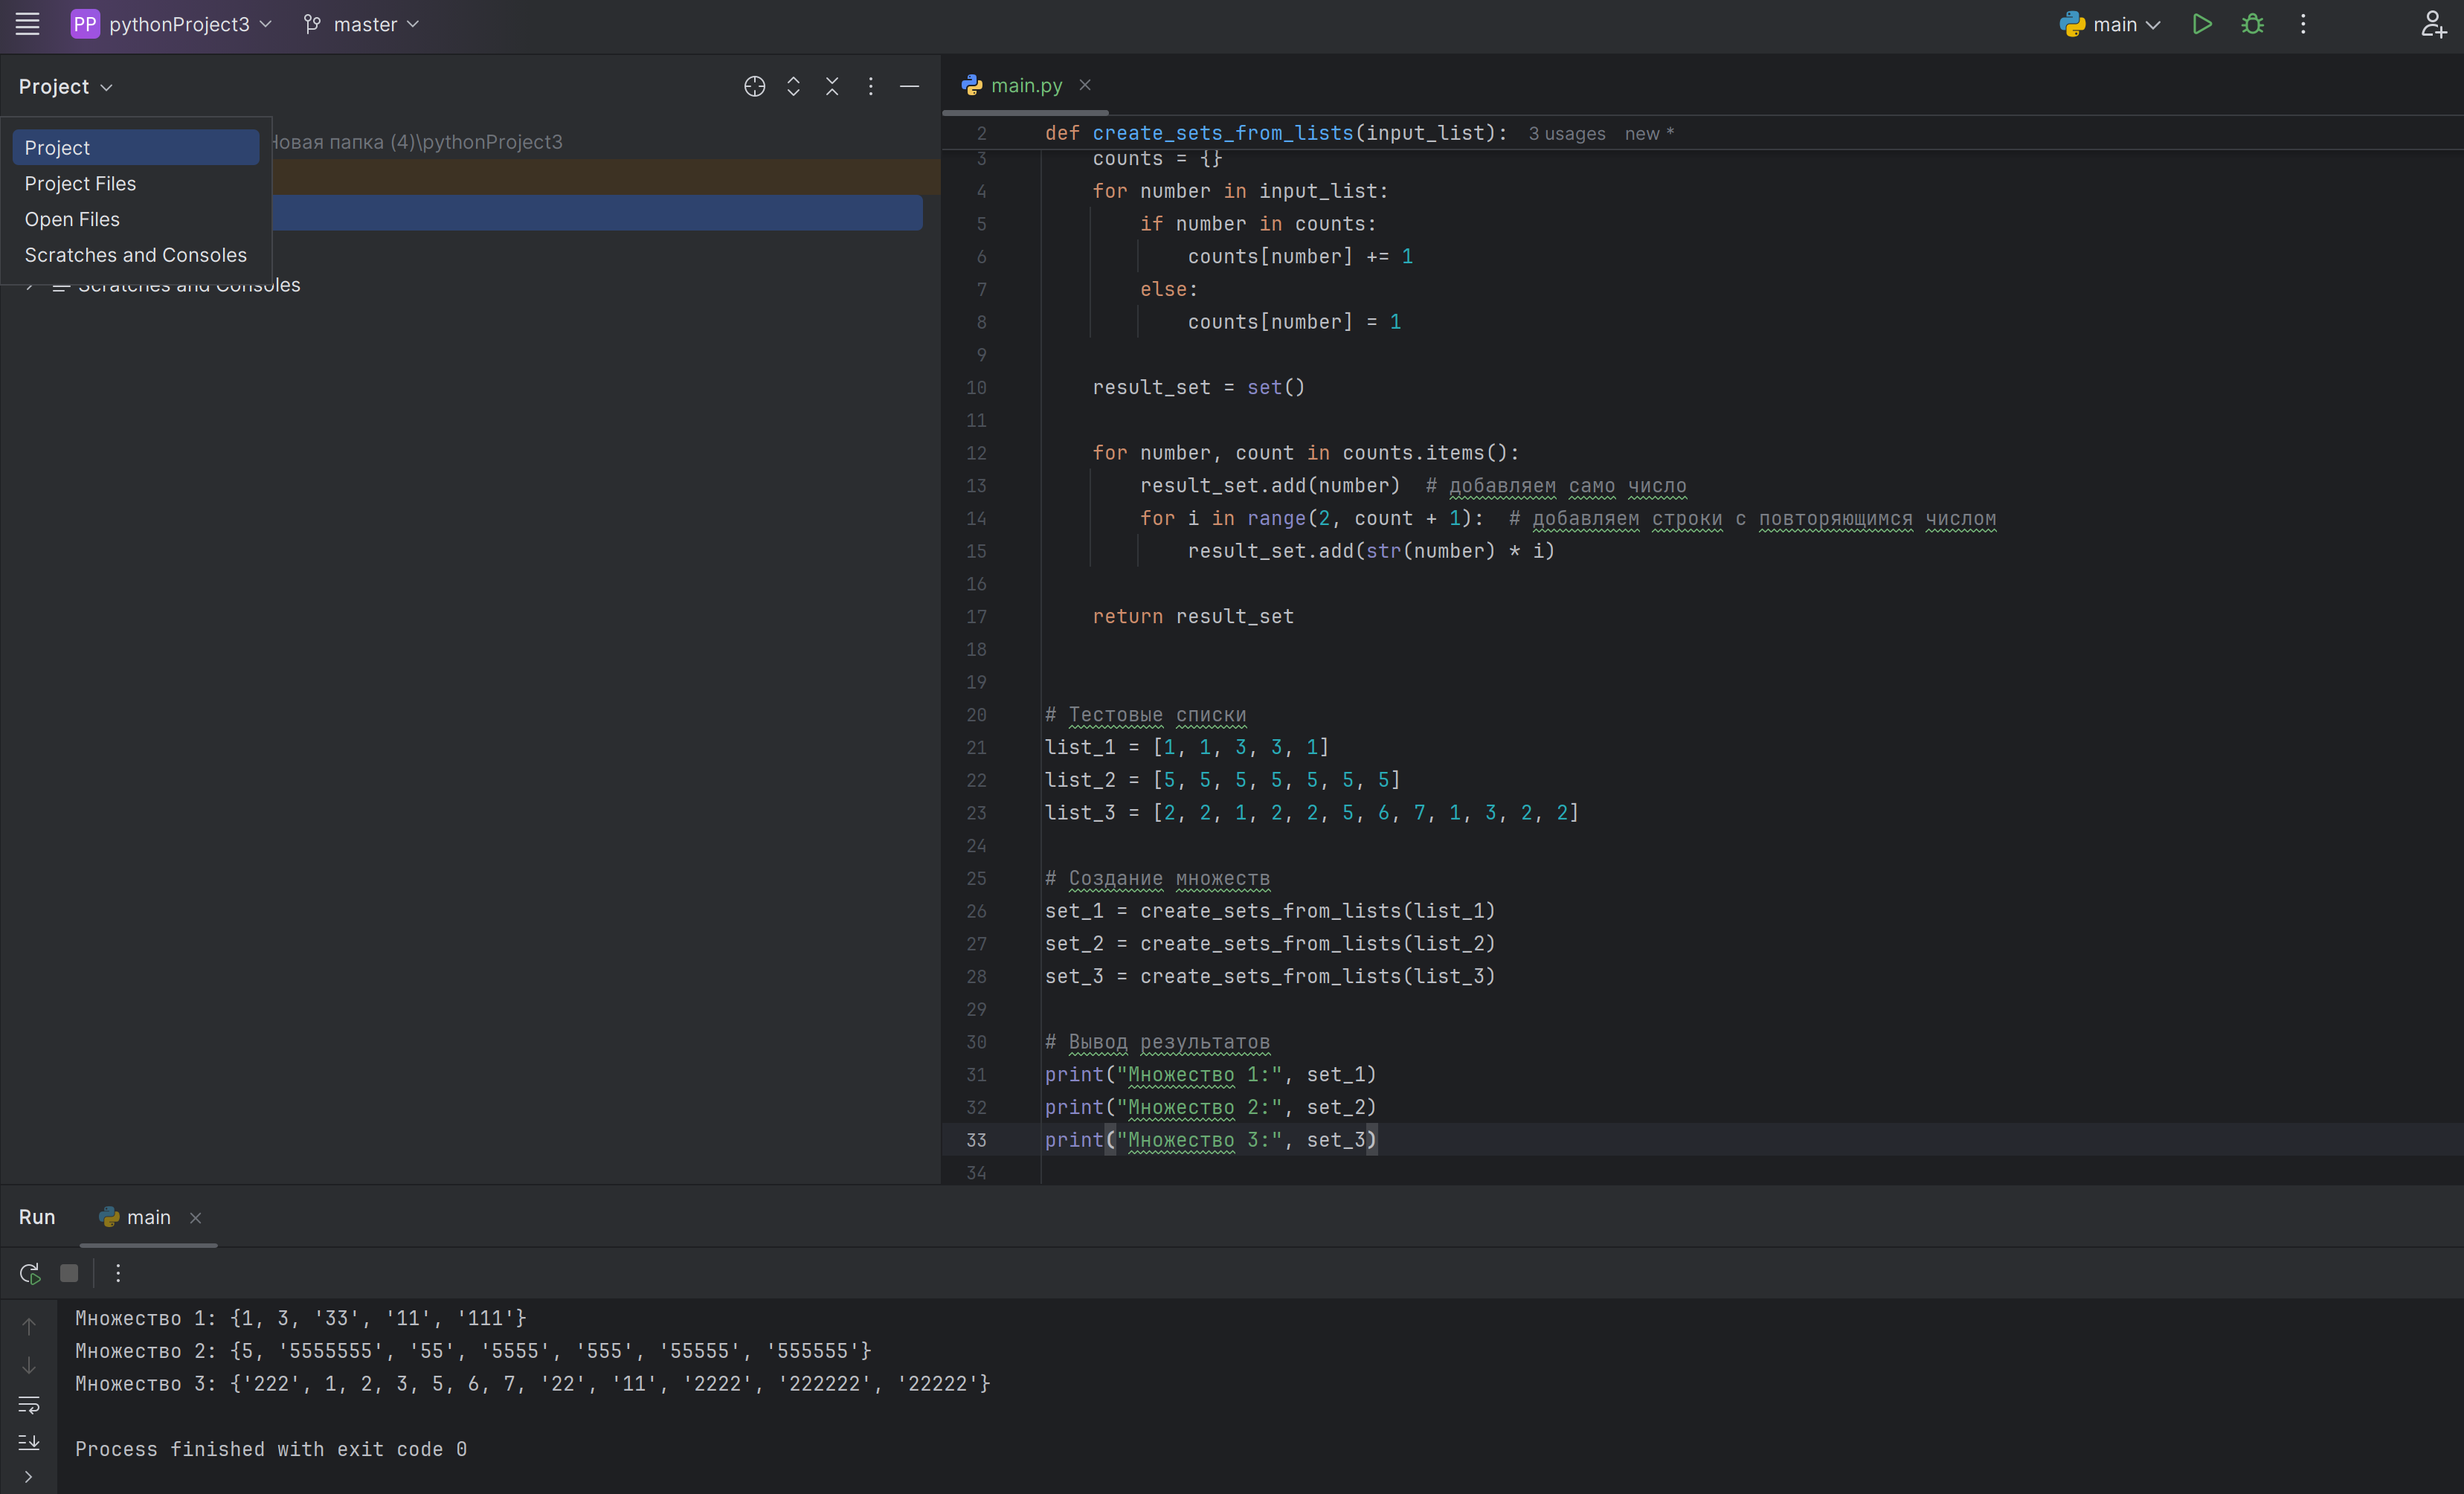 PP pythonProject3 master main
Project
Project
Project Files
Open Files
Scratches and Consoles
Новая папка (4)\pythonProject3
Scratches and Consoles
main.py
2 def create_sets_from_lists(input_list): 3 usages new *
3 counts = {}
4 for number in input_list:
5 if number in counts:
6 counts[number] += 1
7 else:
8 counts[number] = 1
9
10 result_set = set()
11
12 for number, count in counts.items():
13 result_set.add(number) # добавляем само число
14 for i in range(2, count + 1): # добавляем строки с повторяющимся числом
15 result_set.add(str(number) * i)
16
17 return result_set
18
19
20 # Тестовые списки
21 list_1 = [1, 1, 3, 3, 1]
22 list_2 = [5, 5, 5, 5, 5, 5, 5]
23 list_3 = [2, 2, 1, 2, 2, 5, 6, 7, 1, 3, 2, 2]
24
25 # Создание множеств
26 set_1 = create_sets_from_lists(list_1)
27 set_2 = create_sets_from_lists(list_2)
28 set_3 = create_sets_from_lists(list_3)
29
30 # Вывод результатов
31 print("Множество 1:", set_1)
32 print("Множество 2:", set_2)
33 print("Множество 3:", set_3)
34
Run main
Множество 1: {1, 3, '33', '11', '111'}
Множество 2: {5, '5555555', '55', '5555', '555', '55555', '555555'}
Множество 3: {'222', 1, 2, 3, 5, 6, 7, '22', '11', '2222', '222222', '22222'}
Process finished with exit code 0